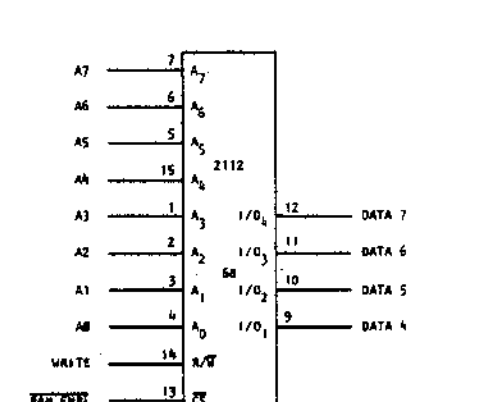 A7 7 A7
A6 6 A6
A5 5 A5
2112
A4 15 A4
A3 1 A3 I/O4 12 DATA 7
A2 2 A2 I/O3 11 DATA 6
6B
A1 3 A1 I/O2 10 DATA 5
A0 4 A0 I/O1 9 DATA 4
WRITE 14 R/W
13 CS